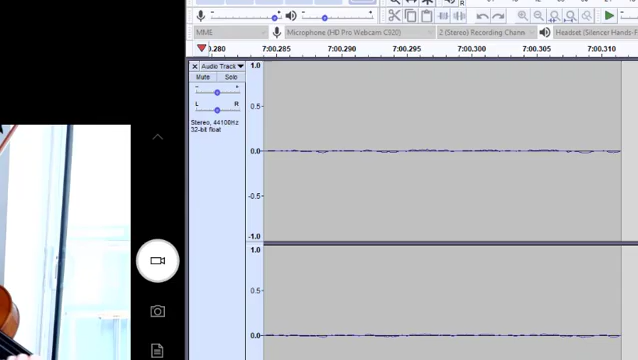 MME
Microphone (HD Pro Webcam C920)
2 (Stereo) Recording Chann
Headset (Silencer Hands-F
0.280 7:00.285 7:00.290 7:00.295 7:00.300 7:00.305 7:00.310
X Audio Track
Mute Solo
- +
L R
Stereo, 44100Hz
32-bit float
1.0
0.5
0.0
-0.5
-1.0
1.0
0.5
0.0